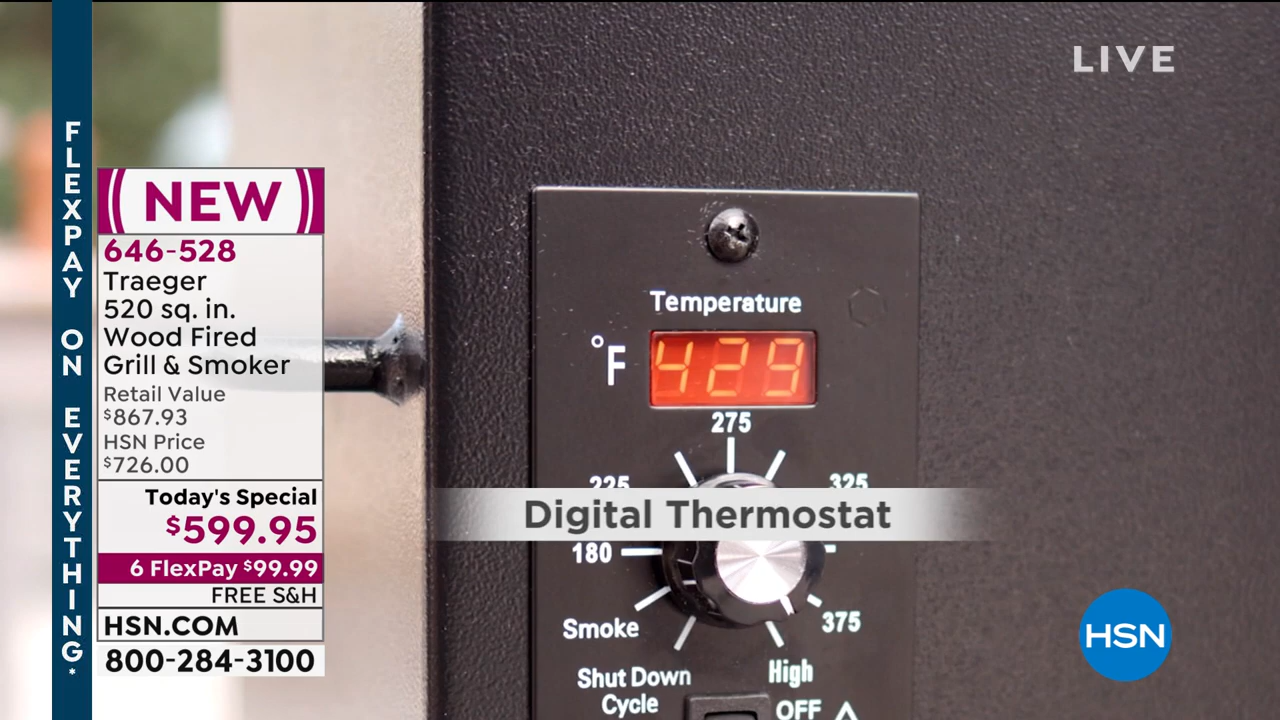 LIVE
FLEXPAY ON EVERYTHING*
NEW
646-528
Traeger
520 sq. in.
Wood Fired
Grill & Smoker
Retail Value
$867.93
HSN Price
$726.00
Today's Special
$599.95
6 FlexPay $99.99
FREE S&H
HSN.COM
800-284-3100
Temperature
°F 429
275
225 325
Digital Thermostat
180
Smoke 375
Shut Down High
Cycle OFF
HSN